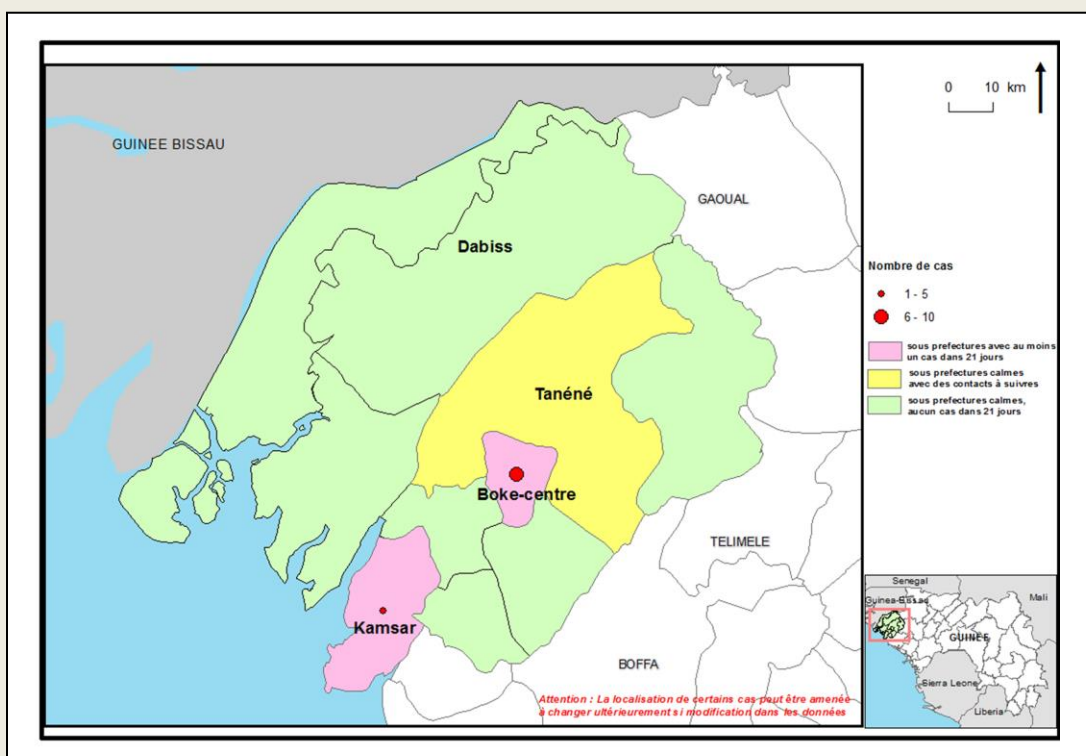 GUINEE BISSAU
GAOUAL
Dabiss
Tanéné
Boke-centre
Kamsar
TELIMELE
BOFFA
Attention : La localisation de certains cas peut être amenée
à changer ultérieurement si modification dans les données
0 10 km
Nombre de cas
1 - 5
6 - 10
sous prefectures avec au moins
un cas dans 21 jours
sous prefectures calmes
avec des contacts à suivres
sous prefectures calmes,
aucun cas dans 21 jours
Senegal
Mali
Guinea-Bissau
GUINEE
Sierra Leone
Liberia